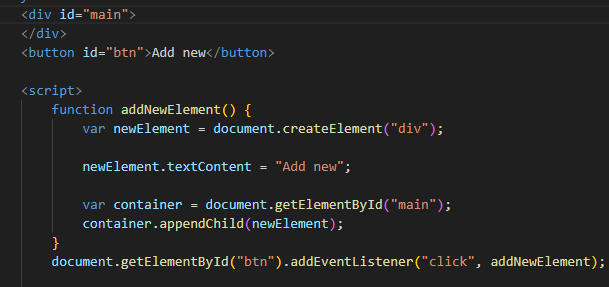 <div id="main">
</div>
<button id="btn">Add new</button>
<script>
function addNewElement() {
var newElement = document.createElement("div");
newElement.textContent = "Add new";
var container = document.getElementById("main");
container.appendChild(newElement);
}
document.getElementById("btn").addEventListener("click", addNewElement);